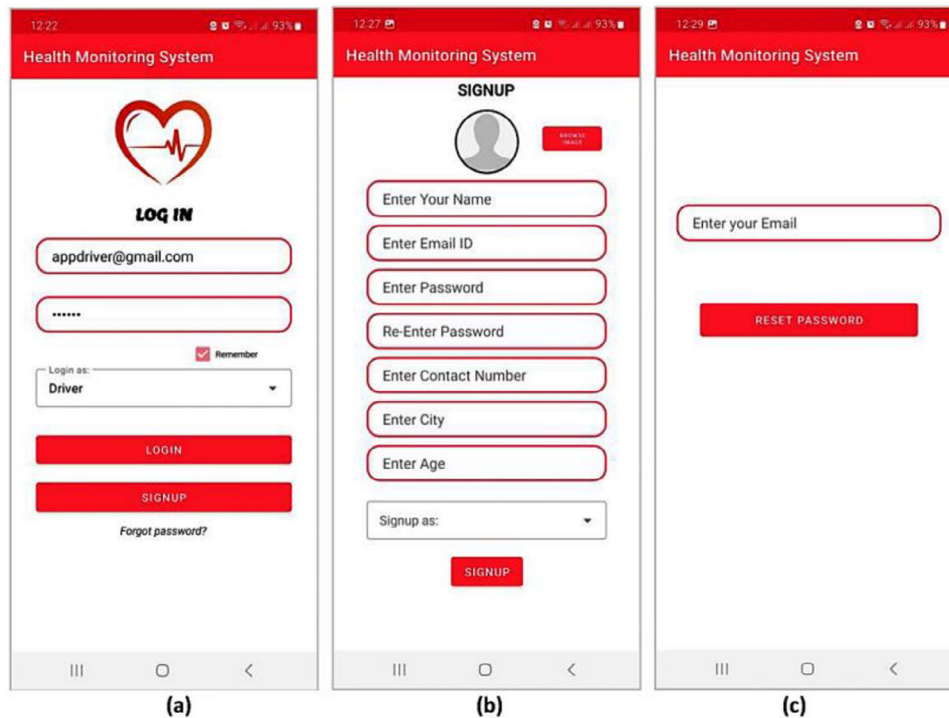 12:22
93%
Health Monitoring System
LOG IN
appdriver@gmail.com
••••••
Remember
Login as:
Driver
LOGIN
SIGNUP
Forgot password?
(a)
12:27
93%
Health Monitoring System
SIGNUP
BROWSE
IMAGE
Enter Your Name
Enter Email ID
Enter Password
Re-Enter Password
Enter Contact Number
Enter City
Enter Age
Signup as:
SIGNUP
(b)
12:29
93%
Health Monitoring System
Enter your Email
RESET PASSWORD
(c)